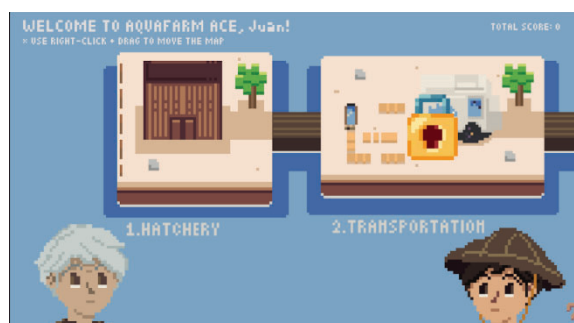 WELCOME TO AQUAFARM ACE, Juan!
TOTAL SCORE: 0
× USE RIGHT-CLICK + DRAG TO MOVE THE MAP
1.HATCHERY
2.TRANSPORTATION